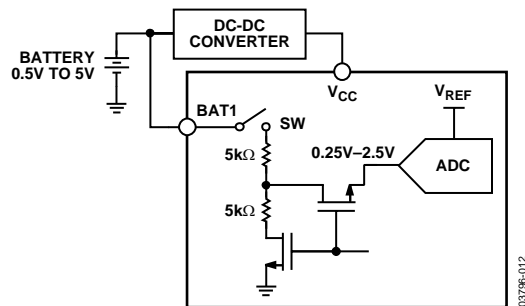 DC-DC
CONVERTER
BATTERY
0.5V TO 5V
VCC
VREF
BAT1
SW
5kΩ
0.25V–2.5V
ADC
5kΩ
03796-012